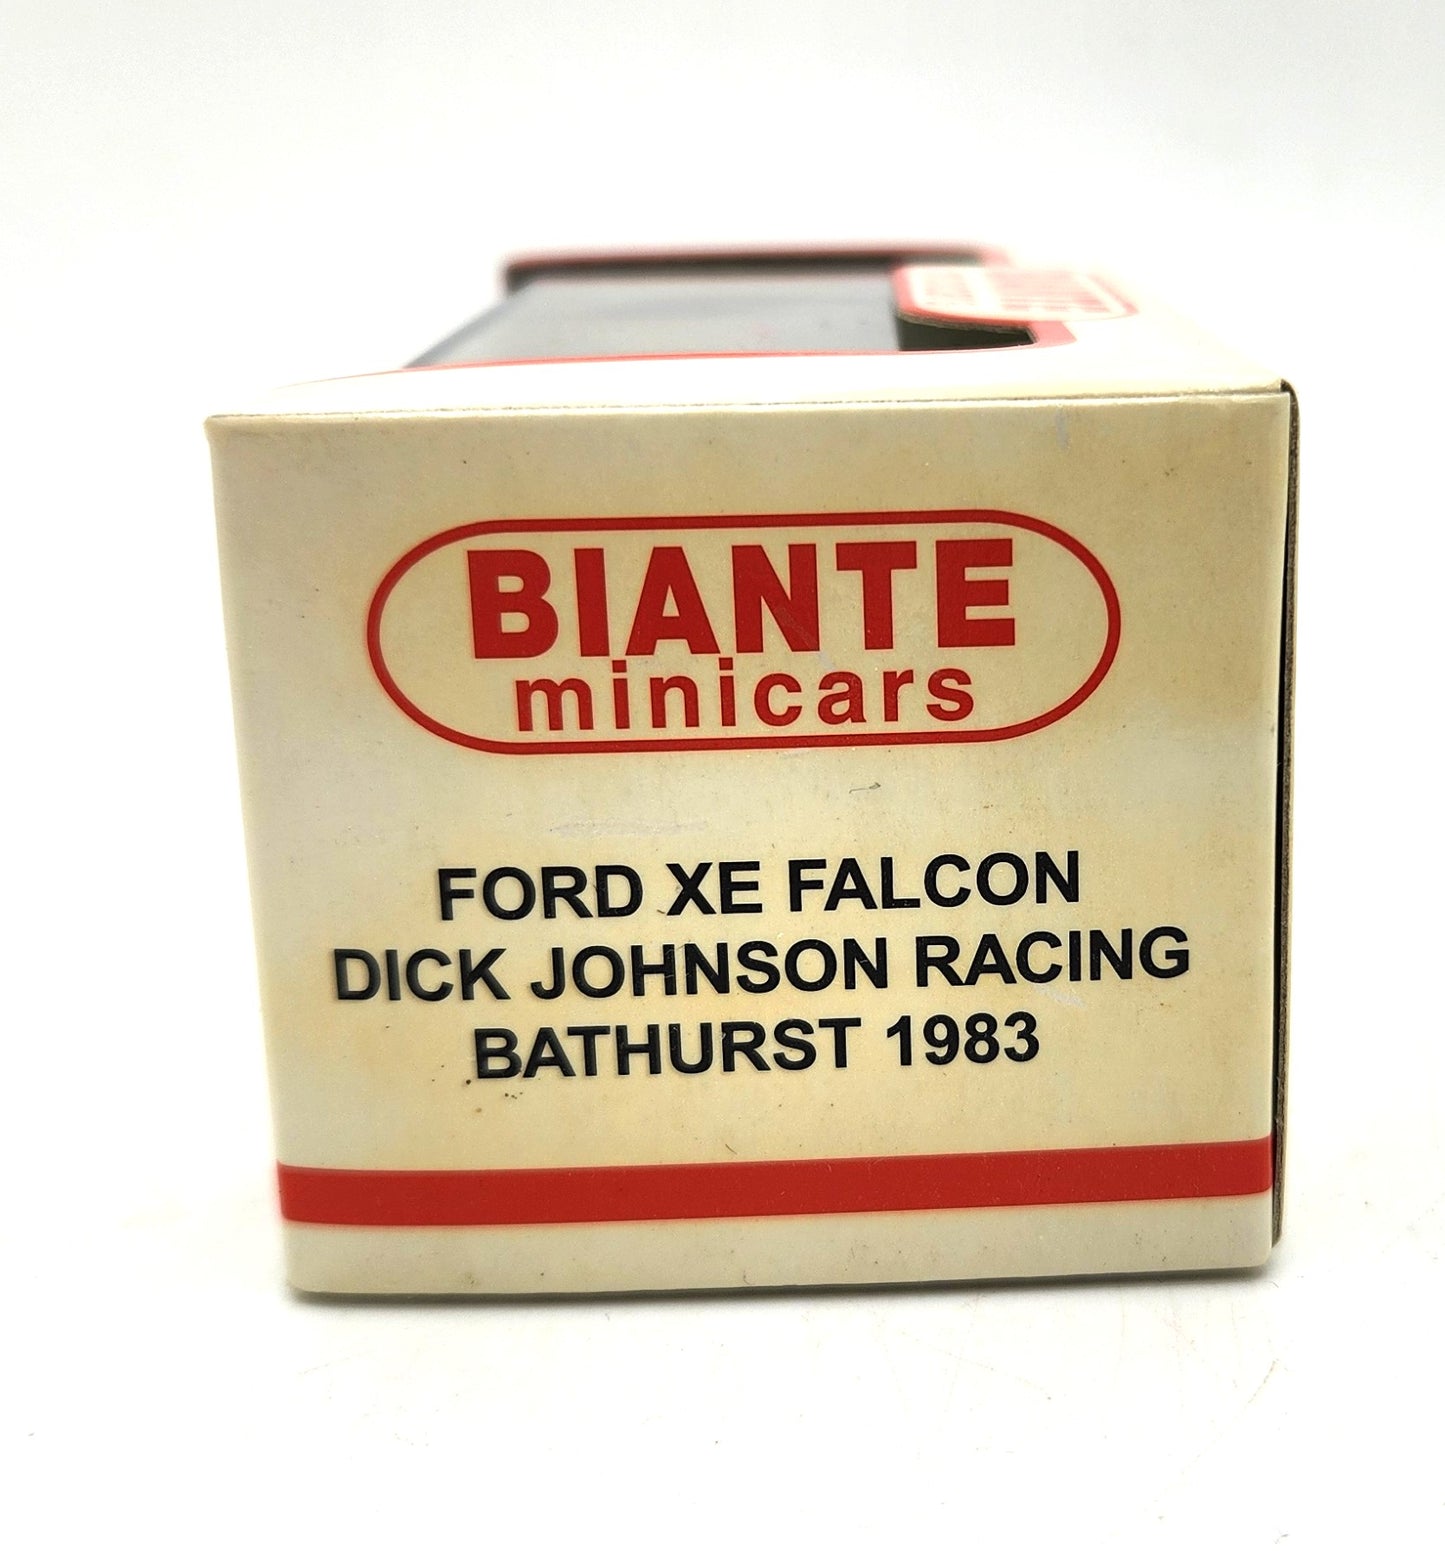 BIANTE
minicars
FORD XE FALCON
DICK JOHNSON RACING
BATHURST 1983